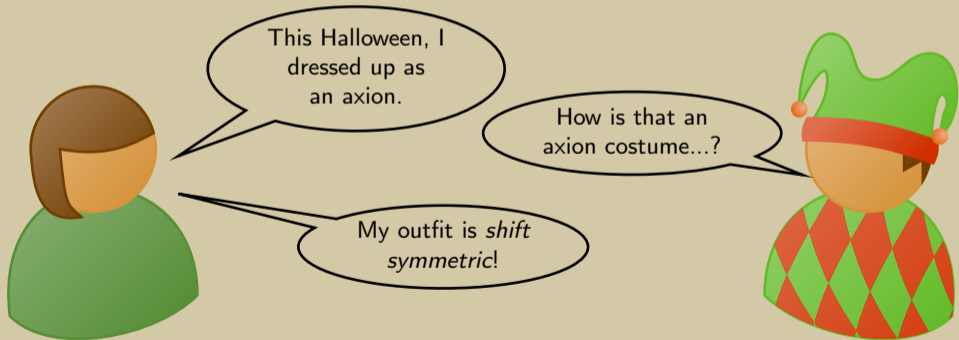 This Halloween, I
dressed up as
an axion.
How is that an
axion costume...?
My outfit is shift
symmetric!